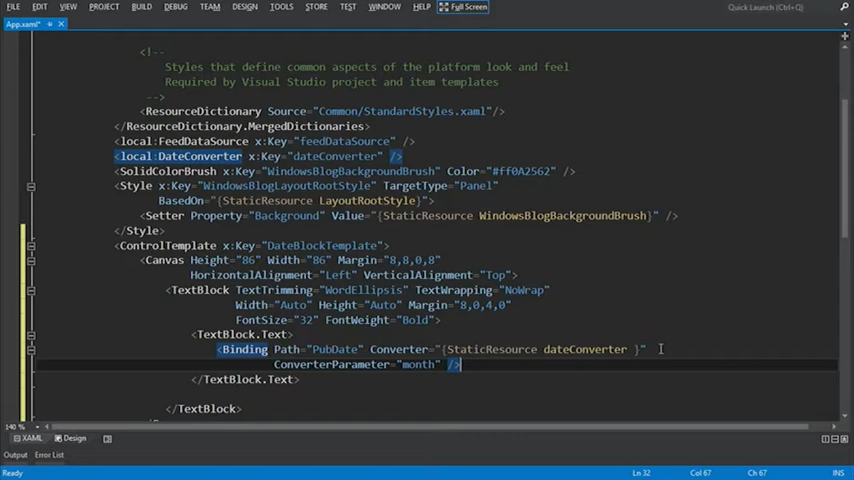 FILE EDIT VIEW PROJECT BUILD DEBUG TEAM DESIGN TOOLS STORE TEST WINDOW HELP Full Screen Quick Launch (Ctrl+Q)
App.xaml*
<!--
Styles that define common aspects of the platform look and feel
Required by Visual Studio project and item templates
-->
<ResourceDictionary Source="Common/StandardStyles.xaml"/>
</ResourceDictionary.MergedDictionaries>
<local:FeedDataSource x:Key="feedDataSource" />
<local:DateConverter x:Key="dateConverter" />
<SolidColorBrush x:Key="WindowsBlogBackgroundBrush" Color="#ff0A2562" />
<Style x:Key="WindowsBlogLayoutRootStyle" TargetType="Panel"
BasedOn="{StaticResource LayoutRootStyle}">
<Setter Property="Background" Value="{StaticResource WindowsBlogBackgroundBrush}" />
</Style>
<ControlTemplate x:Key="DateBlockTemplate">
<Canvas Height="86" Width="86" Margin="8,8,0,8"
HorizontalAlignment="Left" VerticalAlignment="Top">
<TextBlock TextTrimming="WordEllipsis" TextWrapping="NoWrap"
Width="Auto" Height="Auto" Margin="8,0,4,0"
FontSize="32" FontWeight="Bold">
<TextBlock.Text>
<Binding Path="PubDate" Converter="{StaticResource dateConverter }"
ConverterParameter="month" />
</TextBlock.Text>
</TextBlock>
140 %
XAML Design
Output Error List
Ready Ln 32 Col 67 Ch 67 INS